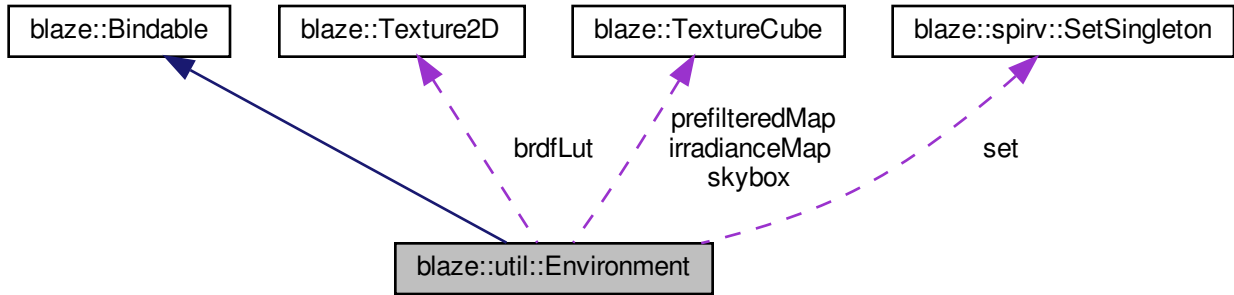 blaze::Bindable
blaze::Texture2D
blaze::TextureCube
blaze::spirv::SetSingleton
brdfLut
prefilteredMap
irradianceMap
skybox
set
blaze::util::Environment